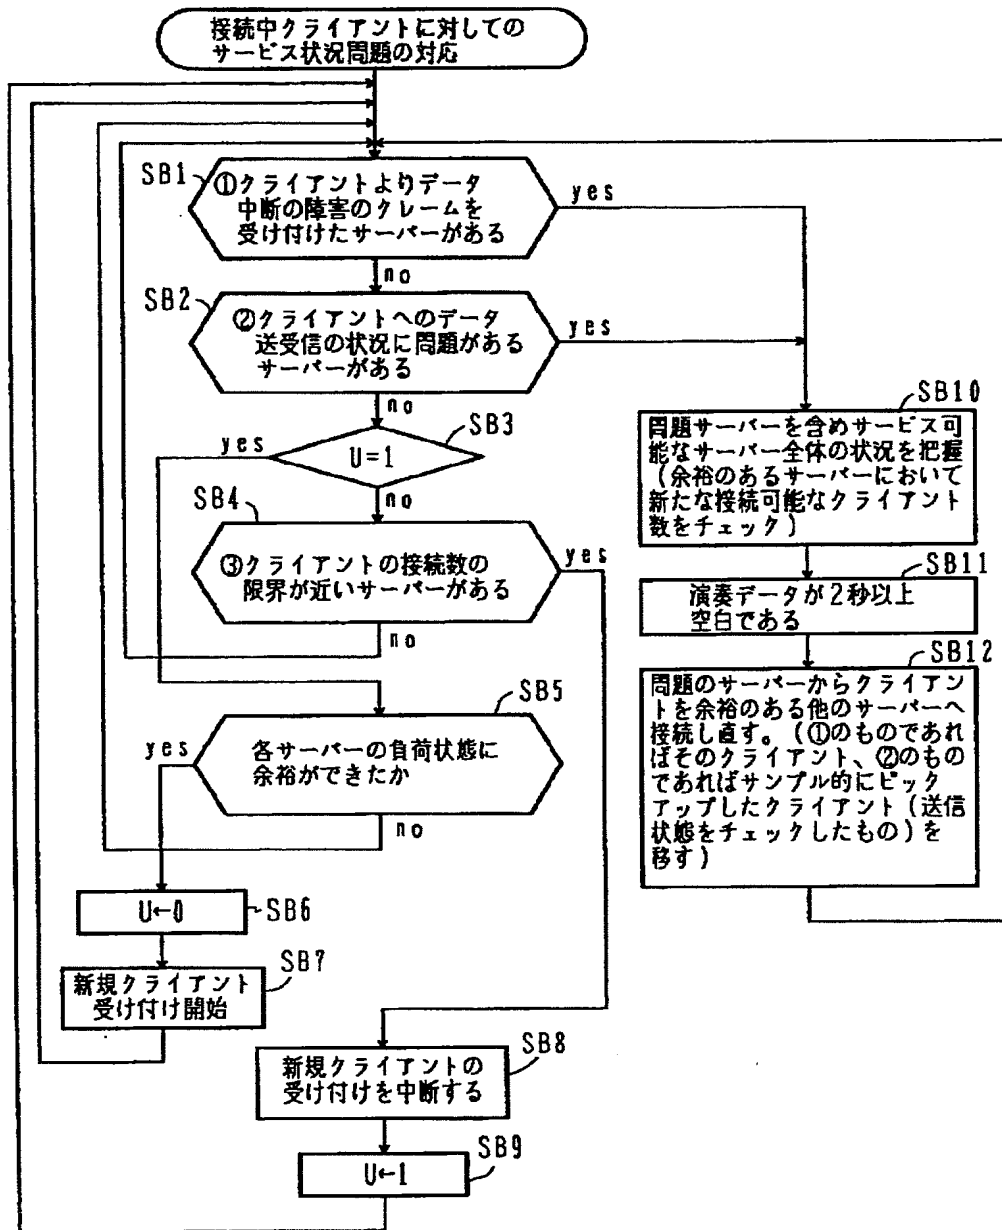 接続中クライアントに対しての
サービス状況問題の対応
SB1
①クライアントよりデータ
中断の障害のクレームを
受け付けたサーバーがある
yes
no
SB2
②クライアントへのデータ
送受信の状況に問題がある
サーバーがある
yes
no
SB3
yes
U=1
no
SB4
③クライアントの接続数の
限界が近いサーバーがある
yes
no
SB5
yes
各サーバーの負荷状態に
余裕ができたか
no
U←0
SB6
SB7
新規クライアント
受け付け開始
SB8
新規クライアントの
受け付けを中断する
SB9
U←1
SB10
問題サーバーを含めサービス可
能なサーバー全体の状況を把握
(余裕のあるサーバーにおいて
新たな接続可能なクライアント
数をチェック)
SB11
演奏データが2秒以上
空白である
SB12
問題のサーバーからクライアン
トを余裕のある他のサーバーへ
接続し直す。(①のものであれ
ばそのクライアント、②のもの
であればサンプル的にピック
アップしたクライアント(送信
状態をチェックしたもの)を
移す)